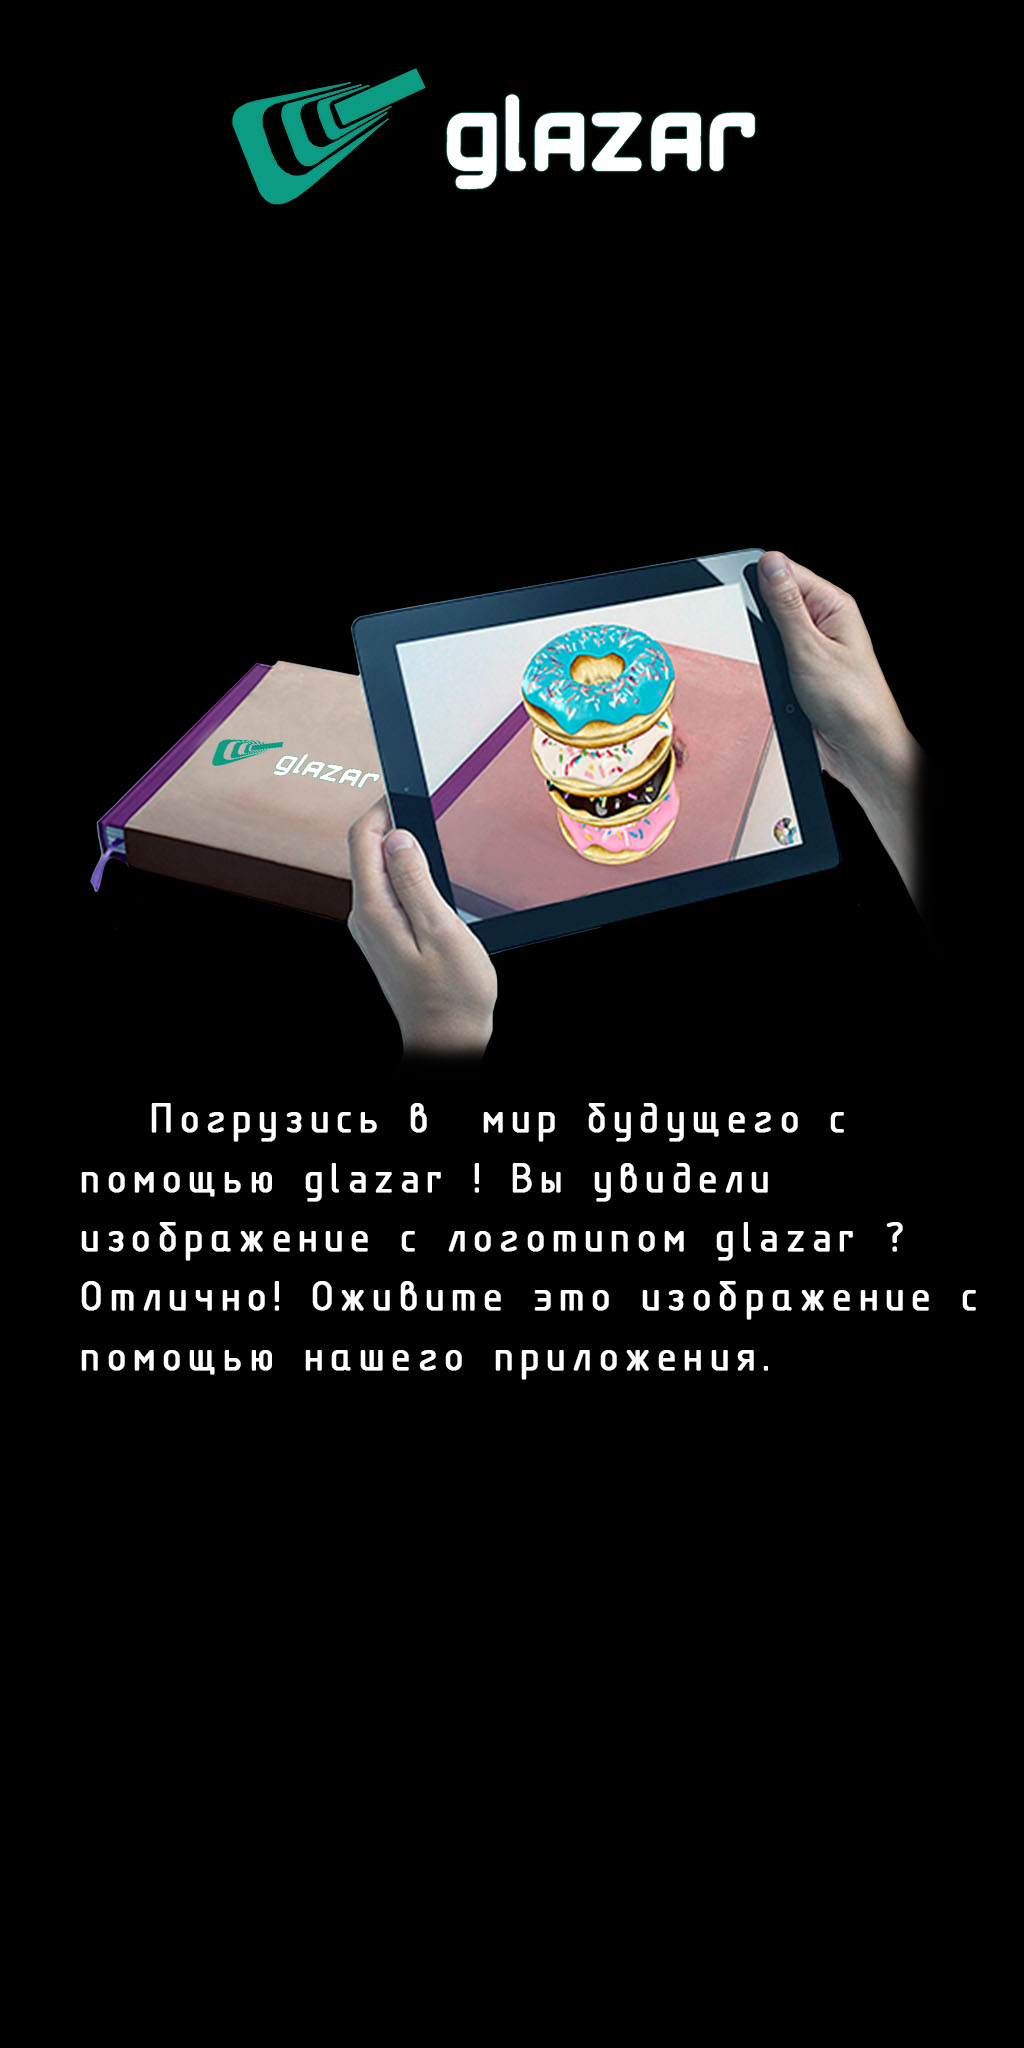 glazar
glazar
Погрузись в мир будущего с
помощью glazar ! Вы увидели
изображение с логотипом glazar ?
Отлично! Оживите это изображение с
помощью нашего приложения.